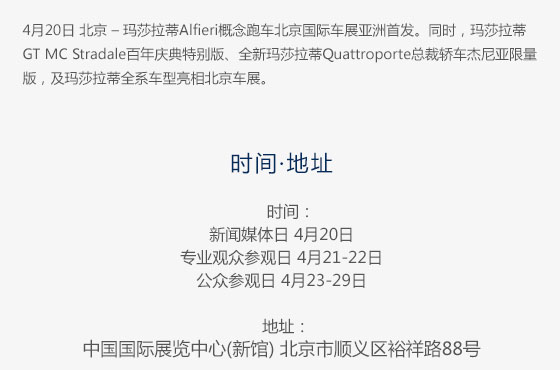 4月20日 北京 – 玛莎拉蒂Alfieri概念跑车北京国际车展亚洲首发。同时，玛莎拉蒂
GT MC Stradale百年庆典特别版、全新玛莎拉蒂Quattroporte总裁轿车杰尼亚限量
版，及玛莎拉蒂全系车型亮相北京车展。
时间·地址
时间：
新闻媒体日 4月20日
专业观众参观日 4月21-22日
公众参观日 4月23-29日
地址：
中国国际展览中心(新馆) 北京市顺义区裕祥路88号